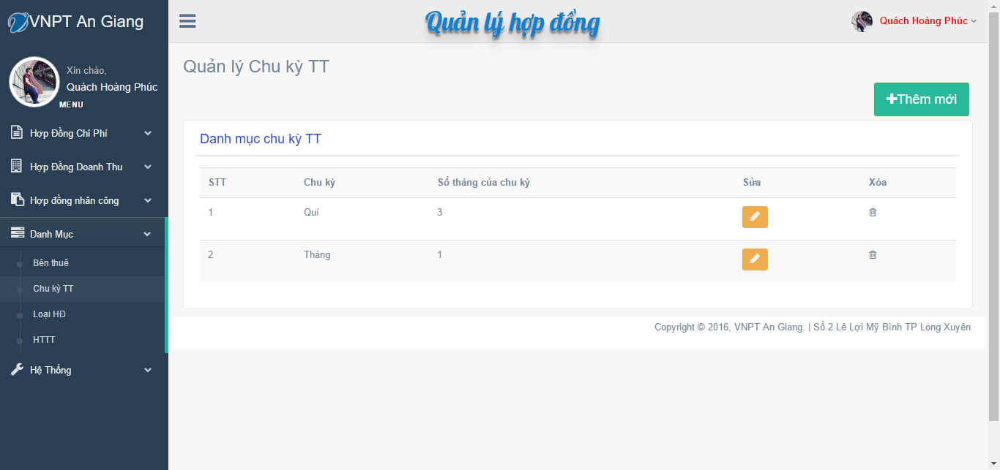 VNPT An Giang
Quản lý hợp đồng
Quách Hoàng Phúc
Xin chào,
Quách Hoàng Phúc
MENU
Hợp Đồng Chi Phí
Hợp Đồng Doanh Thu
Hợp đồng nhân công
Danh Mục
Bên thuê
Chu kỳ TT
Loại HĐ
HTTT
Hệ Thống
Quản lý Chu kỳ TT
Thêm mới
Danh mục chu kỳ TT
STT Chu kỳ Số tháng của chu kỳ Sửa Xóa
1 Quí 3
2 Tháng 1
Copyright © 2016, VNPT An Giang. | Số 2 Lê Lợi Mỹ Bình TP Long Xuyên